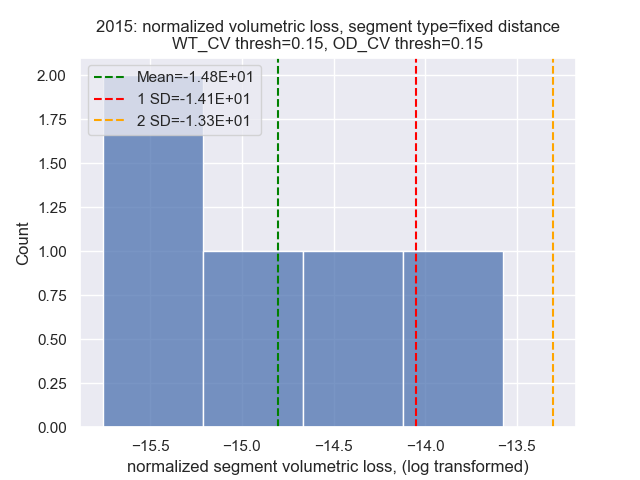 2015: normalized volumetric loss, segment type=fixed distance
WT_CV thresh=0.15, OD_CV thresh=0.15
Mean=-1.48E+01
1 SD=-1.41E+01
2 SD=-1.33E+01
2.00
1.75
1.50
1.25
1.00
0.75
0.50
0.25
0.00
Count
−15.5
−15.0
−14.5
−14.0
−13.5
normalized segment volumetric loss, (log transformed)